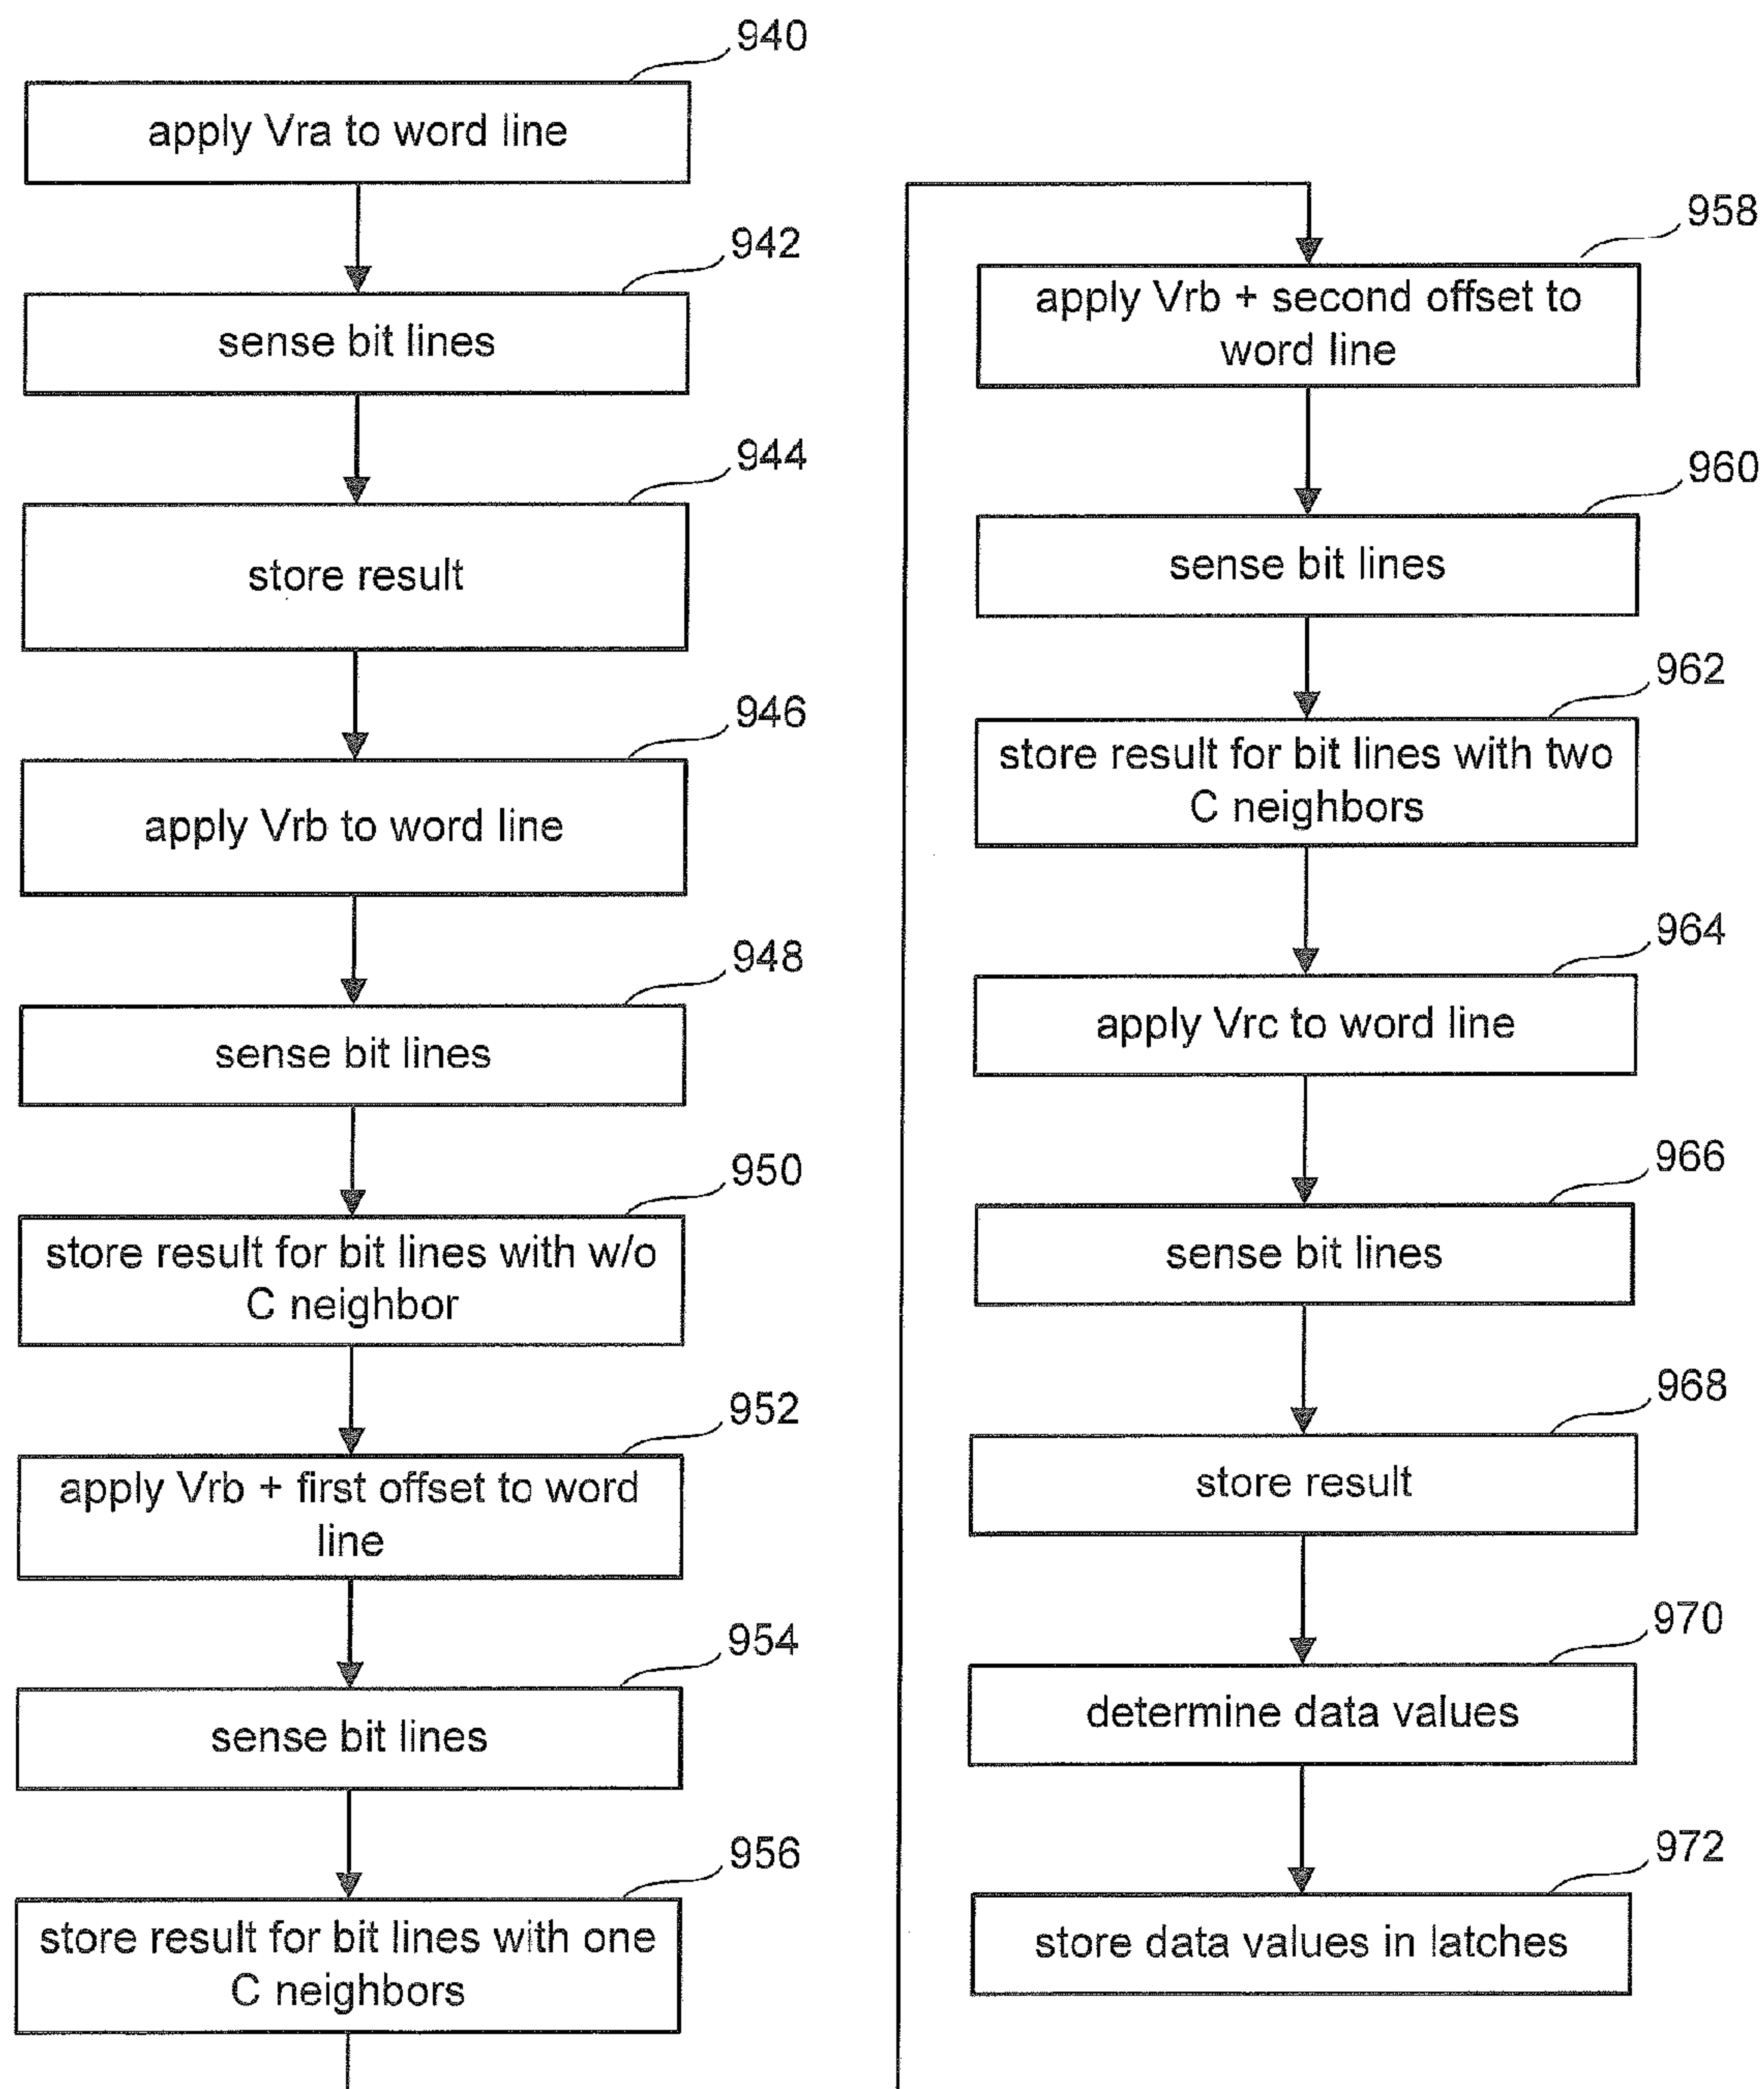 940
apply Vra to word line
942
sense bit lines
944
store result
946
apply Vrb to word line
948
sense bit lines
950
store result for bit lines with w/o
C neighbor
952
apply Vrb + first offset to word
line
954
sense bit lines
956
store result for bit lines with one
C neighbors
958
apply Vrb + second offset to
word line
960
sense bit lines
962
store result for bit lines with two
C neighbors
964
apply Vrc to word line
966
sense bit lines
968
store result
970
determine data values
972
store data values in latches